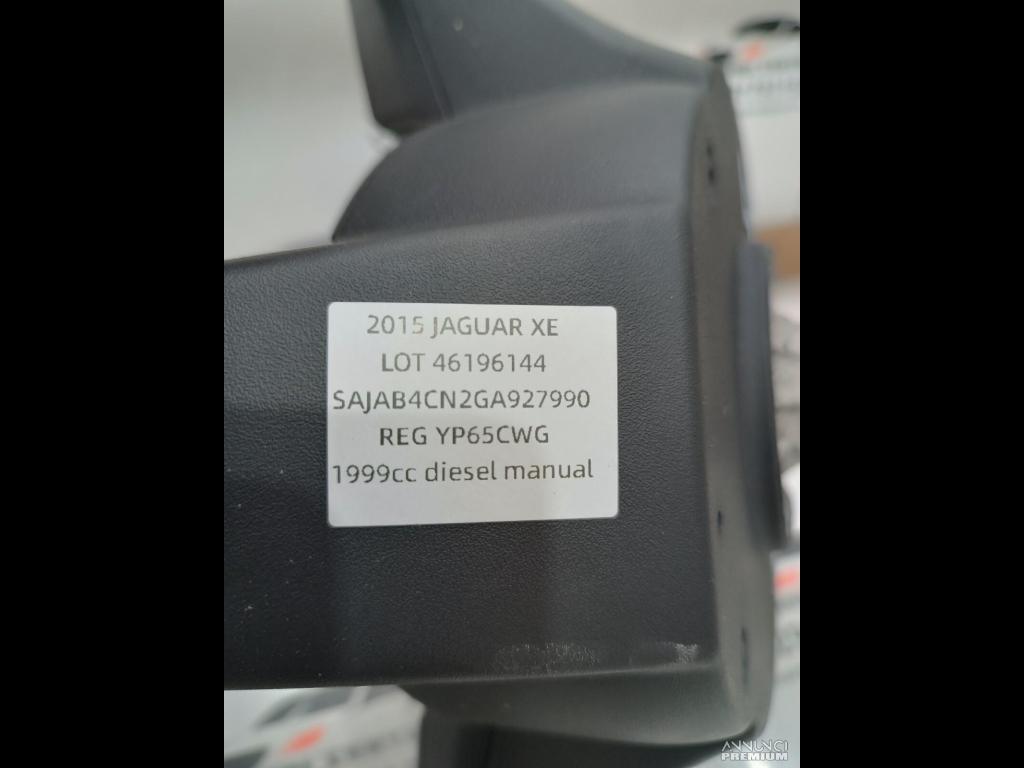 2015 JAGUAR XE
LOT 46196144
SAJAB4CN2GA927990
REG YP65CWG
1999cc diesel manual
ANNUNCI
PREMIUM